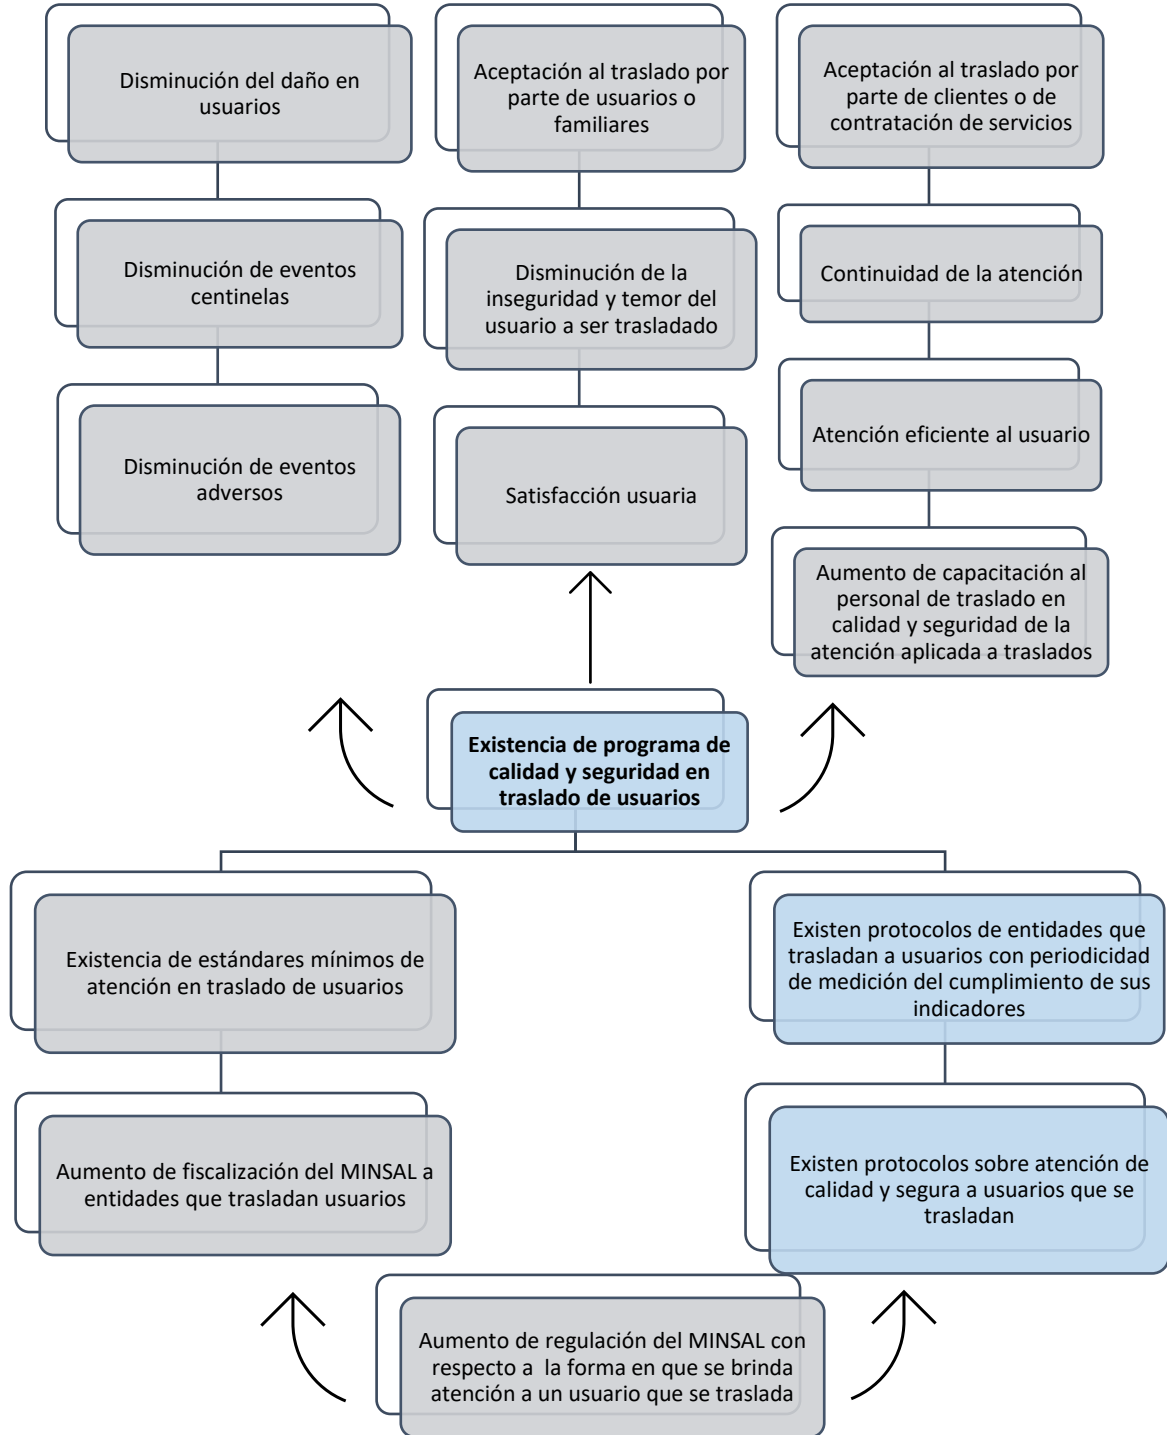 Disminución del daño en
usuarios
Aceptación al traslado por
parte de usuarios o
familiares
Aceptación al traslado por
parte de clientes o de
contratación de servicios
Disminución de eventos
centinelas
Disminución de la
inseguridad y temor del
usuario a ser trasladado
Continuidad de la atención
Atención eficiente al usuario
Disminución de eventos
adversos
Satisfacción usuaria
Aumento de capacitación al
personal de traslado en
calidad y seguridad de la
atención aplicada a traslados
Existencia de programa de
calidad y seguridad en
traslado de usuarios
Existencia de estándares mínimos de
atención en traslado de usuarios
Existen protocolos de entidades que
trasladan a usuarios con periodicidad
de medición del cumplimiento de sus
indicadores
Aumento de fiscalización del MINSAL a
entidades que trasladan usuarios
Existen protocolos sobre atención de
calidad y segura a usuarios que se
trasladan
Aumento de regulación del MINSAL con
respecto a la forma en que se brinda
atención a un usuario que se traslada